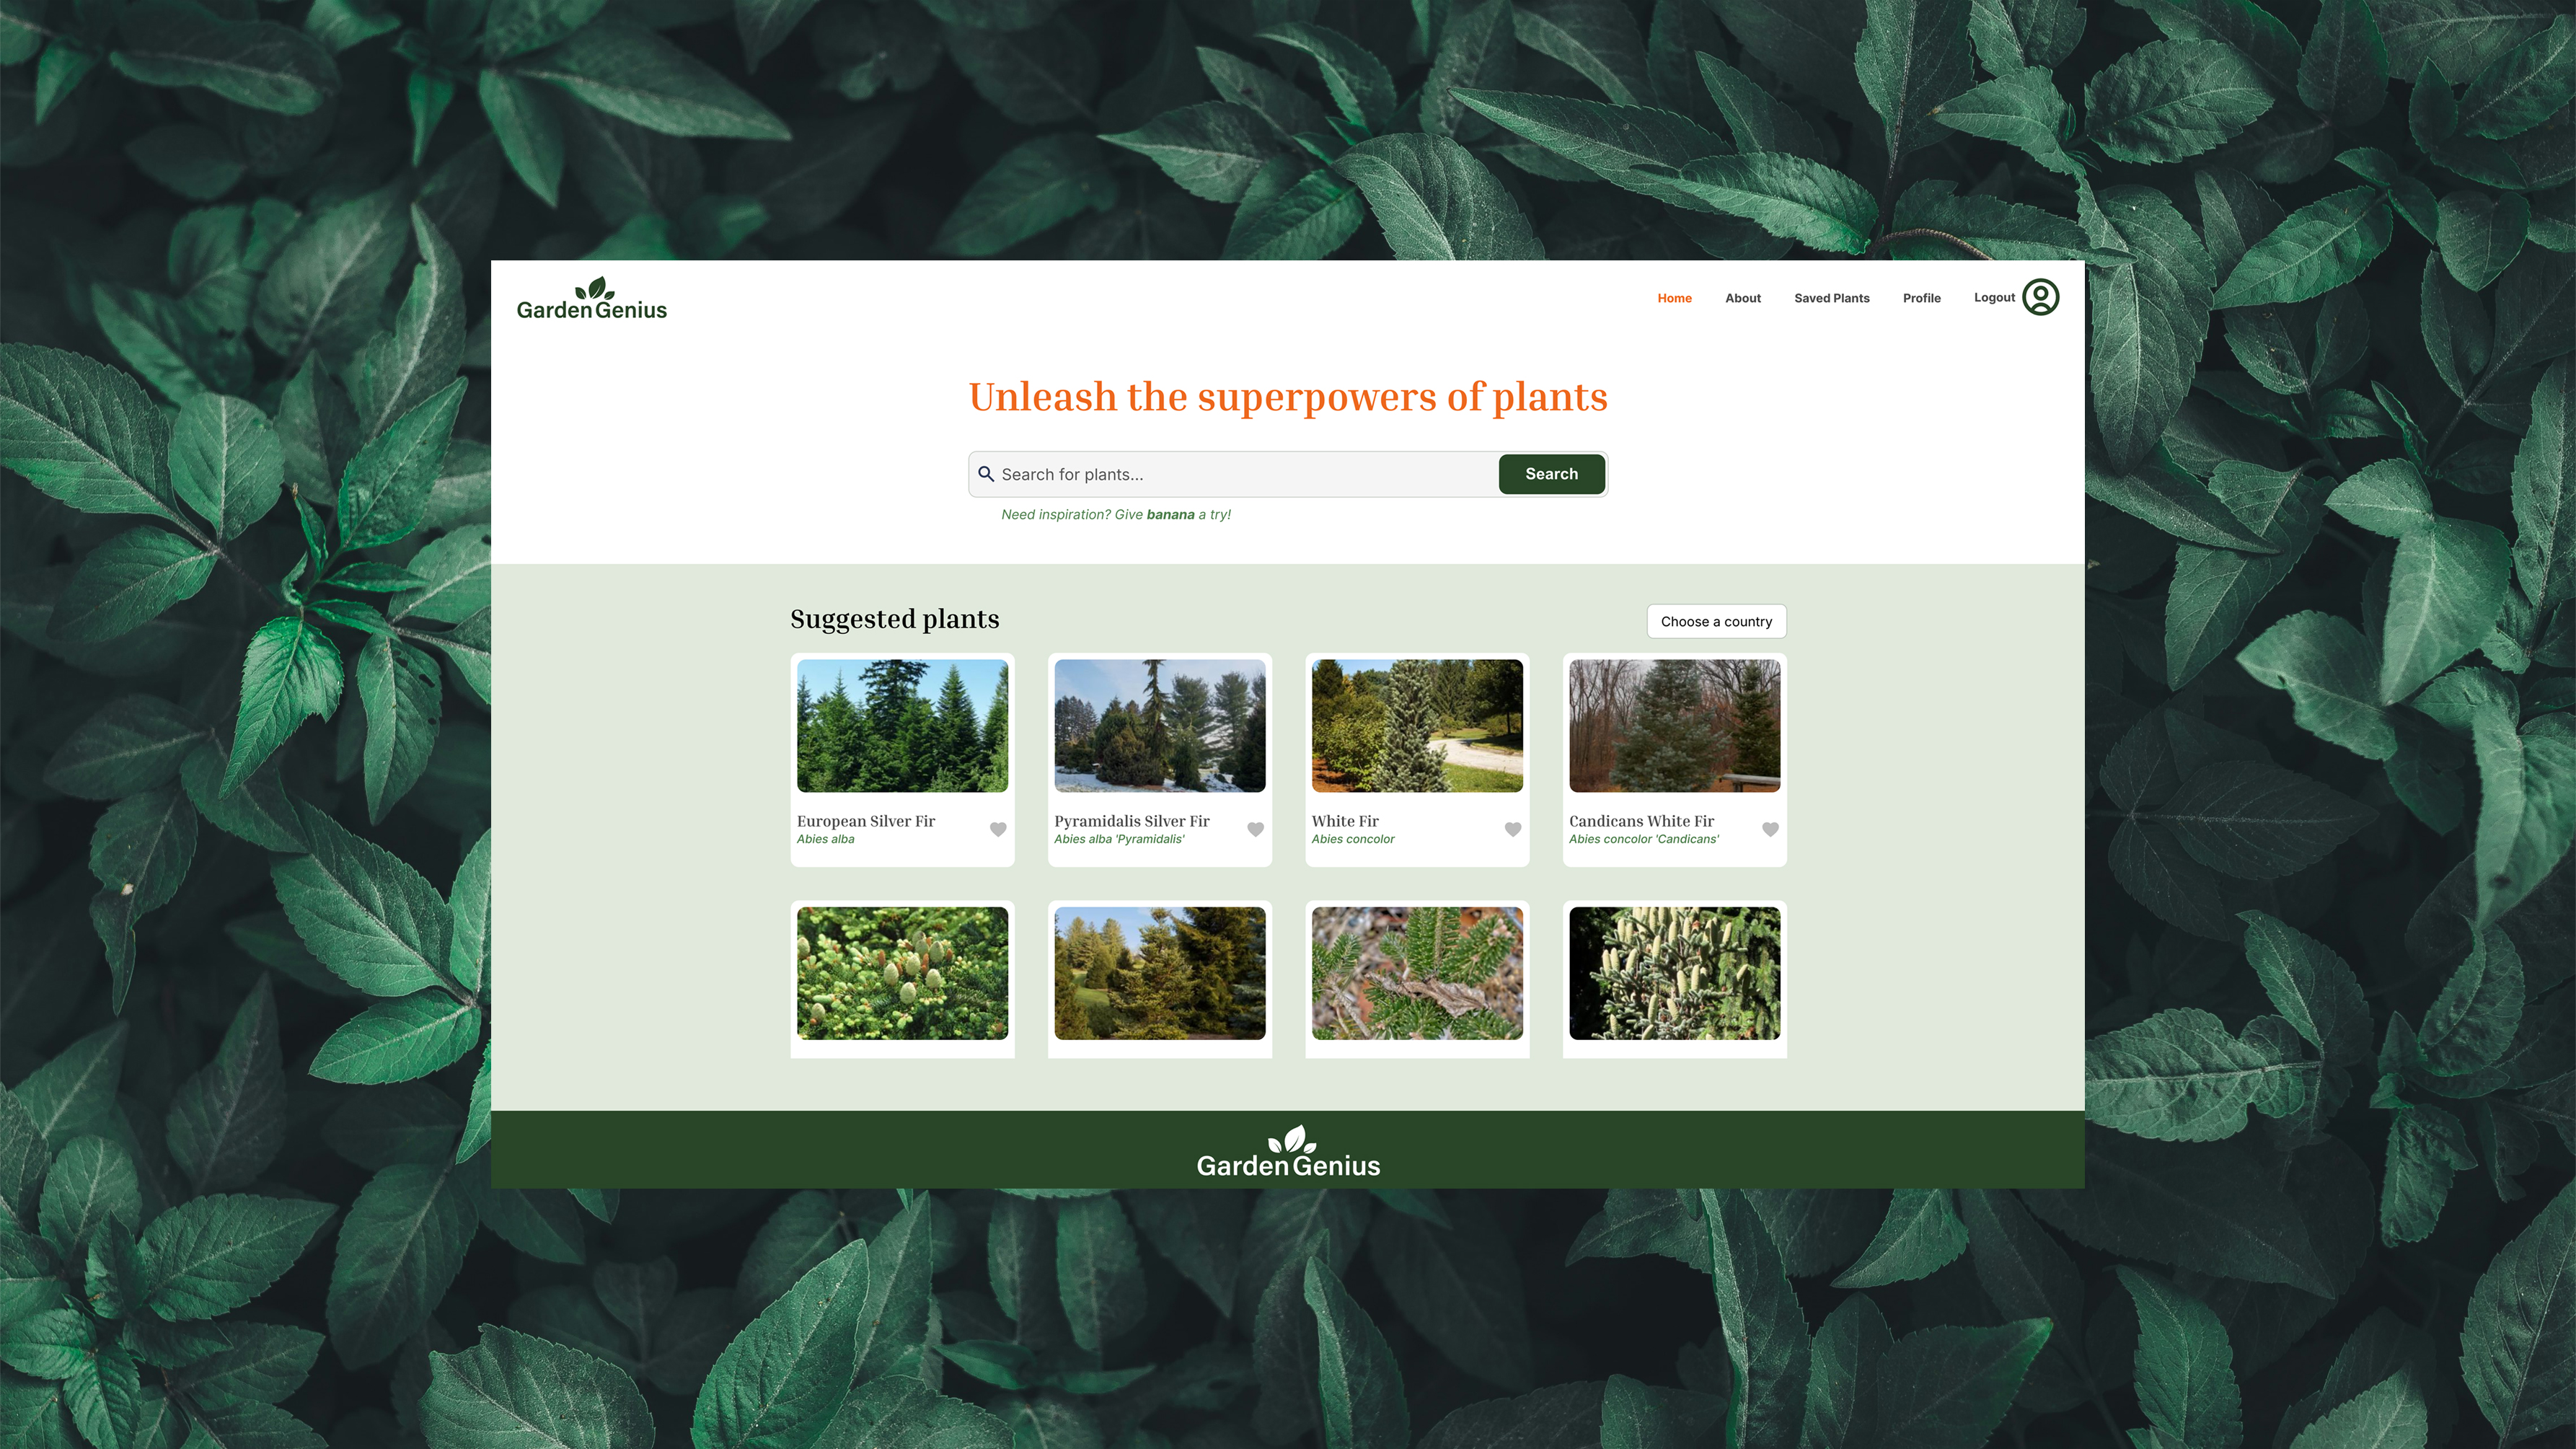 Garden Genius
Home About Saved Plants Profile Logout
Unleash the superpowers of plants
Search for plants...
Search
Need inspiration? Give banana a try!
Suggested plants
Choose a country
European Silver Fir
Abies alba
Pyramidalis Silver Fir
Abies alba 'Pyramidalis'
White Fir
Abies concolor
Candicans White Fir
Abies concolor 'Candicans'
Garden Genius